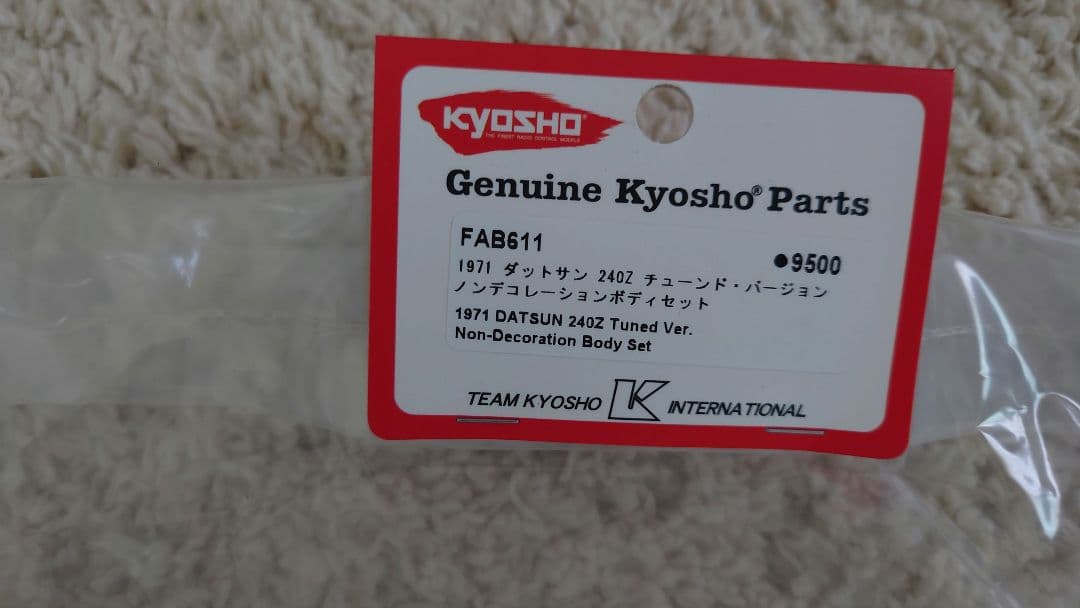 KYOSHO®
THE FINEST RADIO CONTROL MODELS
Genuine Kyosho® Parts
FAB611
●9500
1971 ダットサン 240Z チューンド・バージョン
ノンデコレーションボディセット
1971 DATSUN 240Z Tuned Ver.
Non-Decoration Body Set
TEAM KYOSHO K INTERNATIONAL